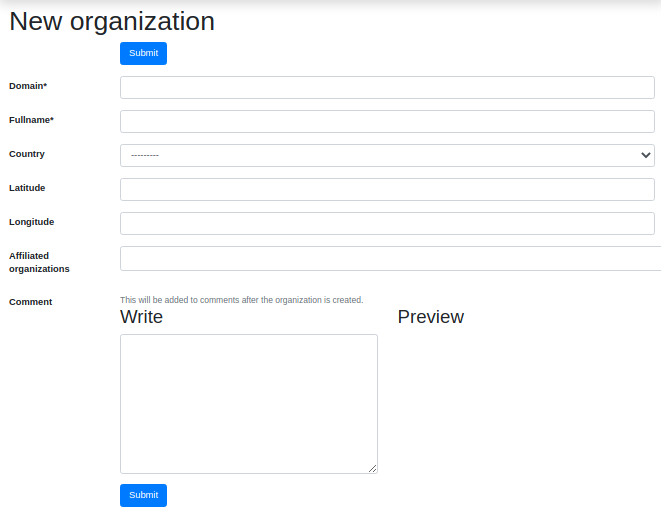 New organization
Submit
Domain*
Fullname*
Country
---------
Latitude
Longitude
Affiliated
organizations
Comment
This will be added to comments after the organization is created.
Write
Preview
Submit